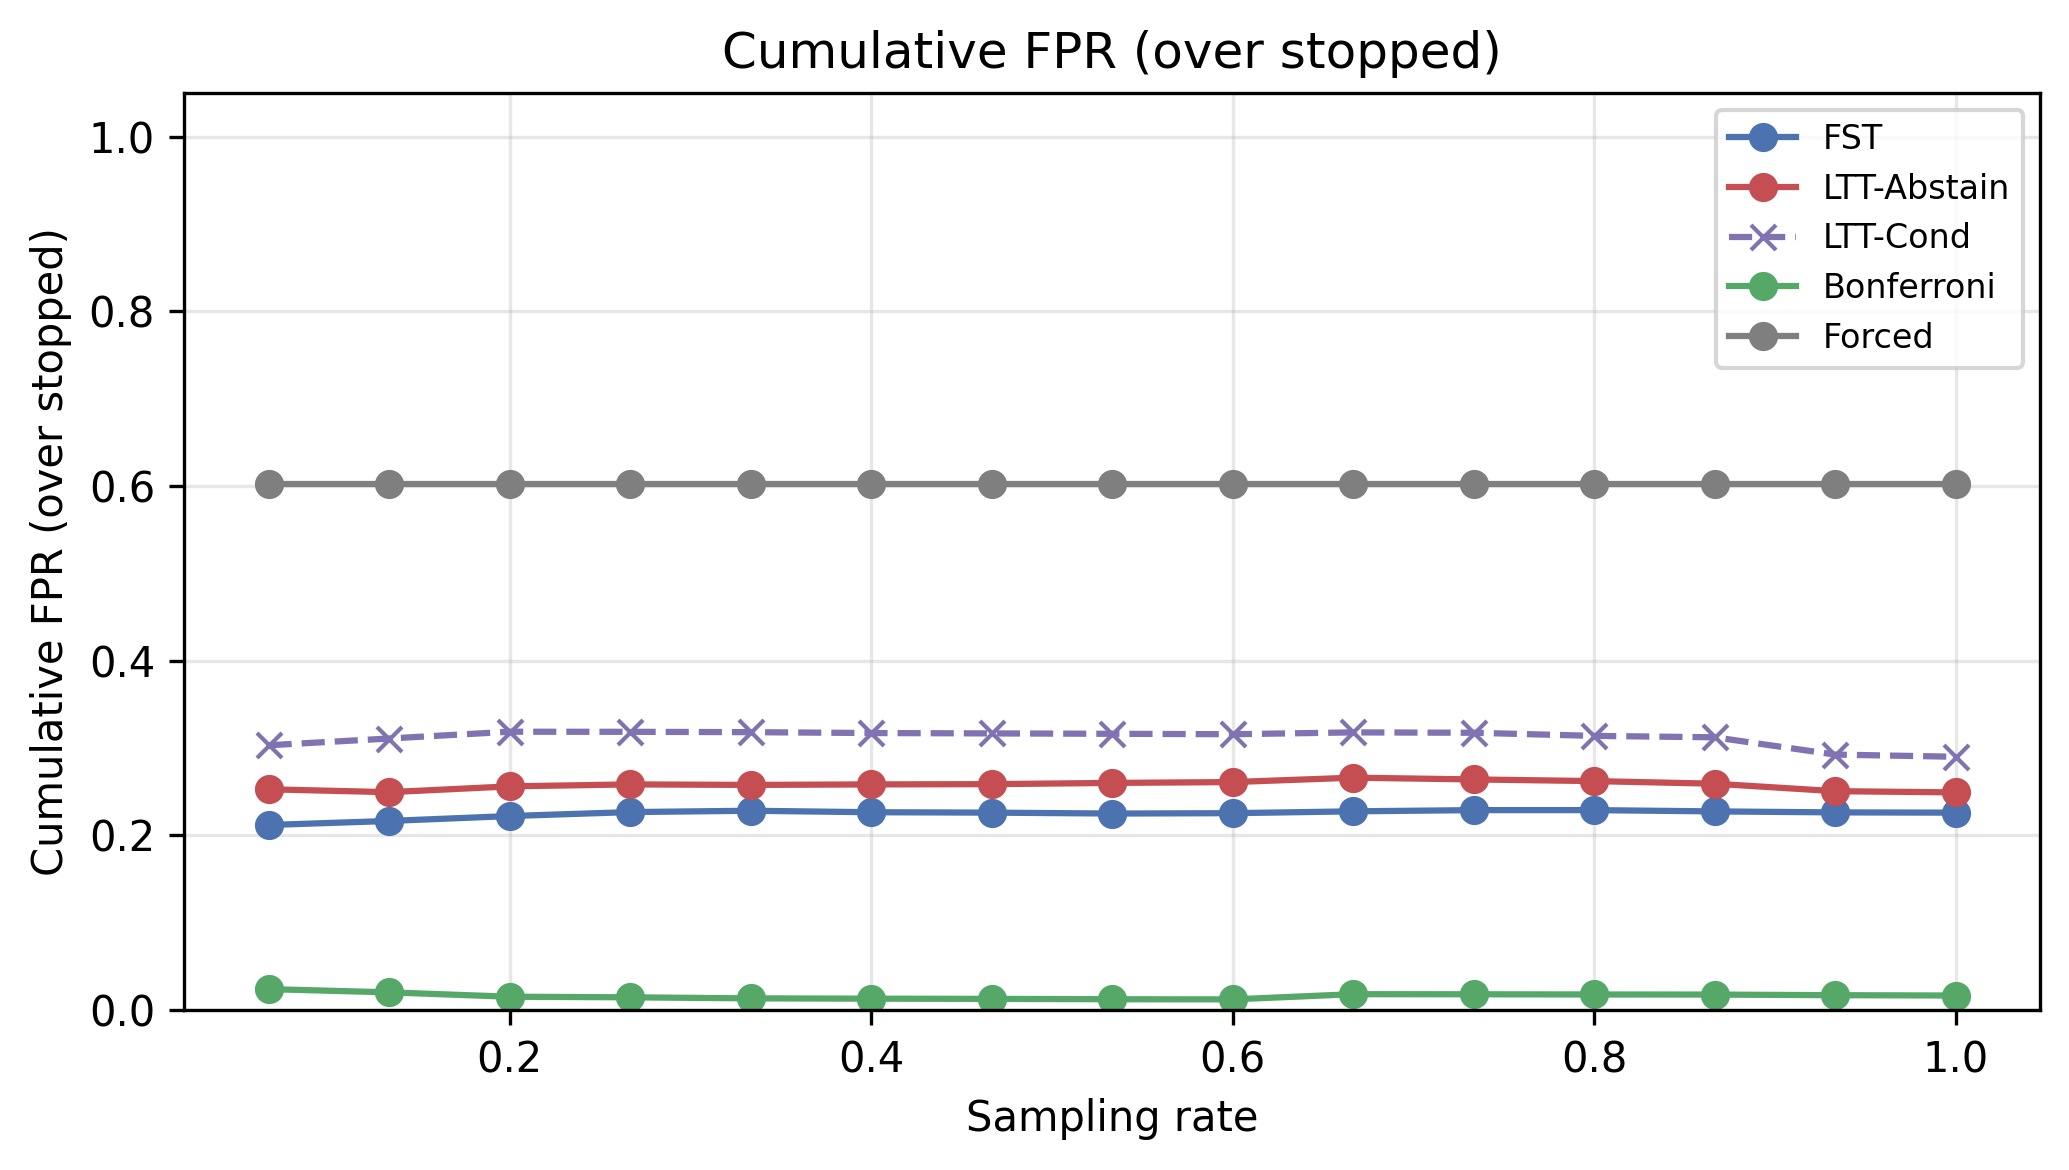 Cumulative FPR (over stopped)
Cumulative FPR (over stopped)
1.0
0.8
0.6
0.4
0.2
0.0
0.2
0.4
0.6
0.8
1.0
Sampling rate
FST
LTT-Abstain
LTT-Cond
Bonferroni
Forced